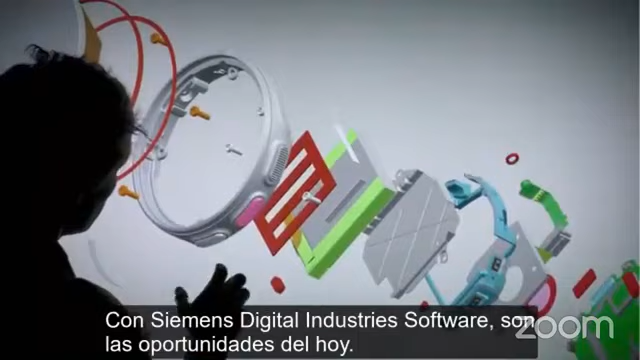 Con Siemens Digital Industries Software, son
las oportunidades del hoy.
zoom